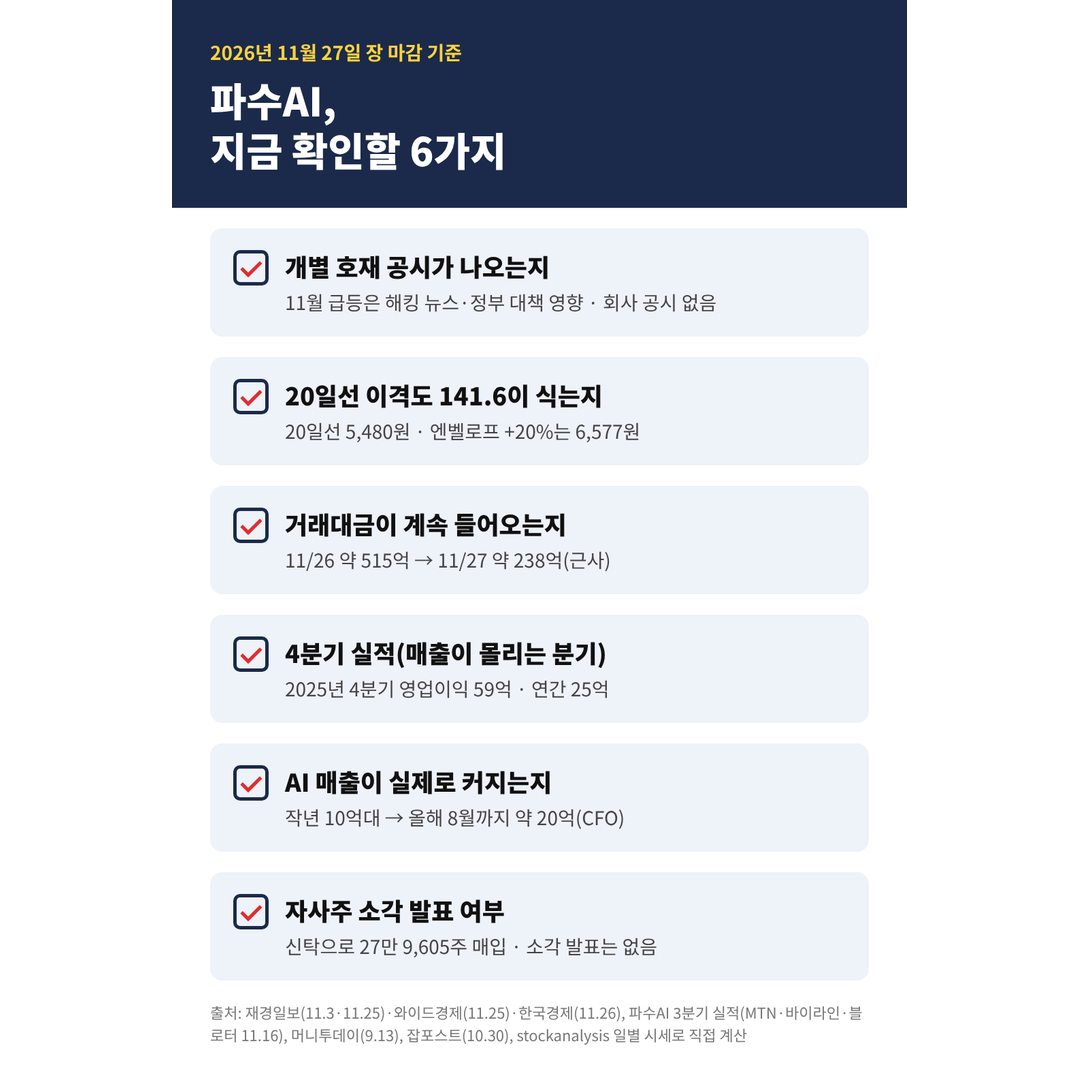 2026년 11월 27일 장 마감 기준
파수AI,
지금 확인할 6가지
개별 호재 공시가 나오는지
11월 급등은 해킹 뉴스·정부 대책 영향 · 회사 공시 없음
20일선 이격도 141.6이 식는지
20일선 5,480원 · 엔벨로프 +20%는 6,577원
거래대금이 계속 들어오는지
11/26 약 515억 → 11/27 약 238억(근사)
4분기 실적(매출이 몰리는 분기)
2025년 4분기 영업이익 59억 · 연간 25억
AI 매출이 실제로 커지는지
작년 10억대 → 올해 8월까지 약 20억(CFO)
자사주 소각 발표 여부
신탁으로 27만 9,605주 매입 · 소각 발표는 없음
출처: 재경일보(11.3·11.25)·와이드경제(11.25)·한국경제(11.26), 파수AI 3분기 실적(MTN·바이라인·블
로터 11.16), 머니투데이(9.13), 잡포스트(10.30), stockanalysis 일별 시세로 직접 계산